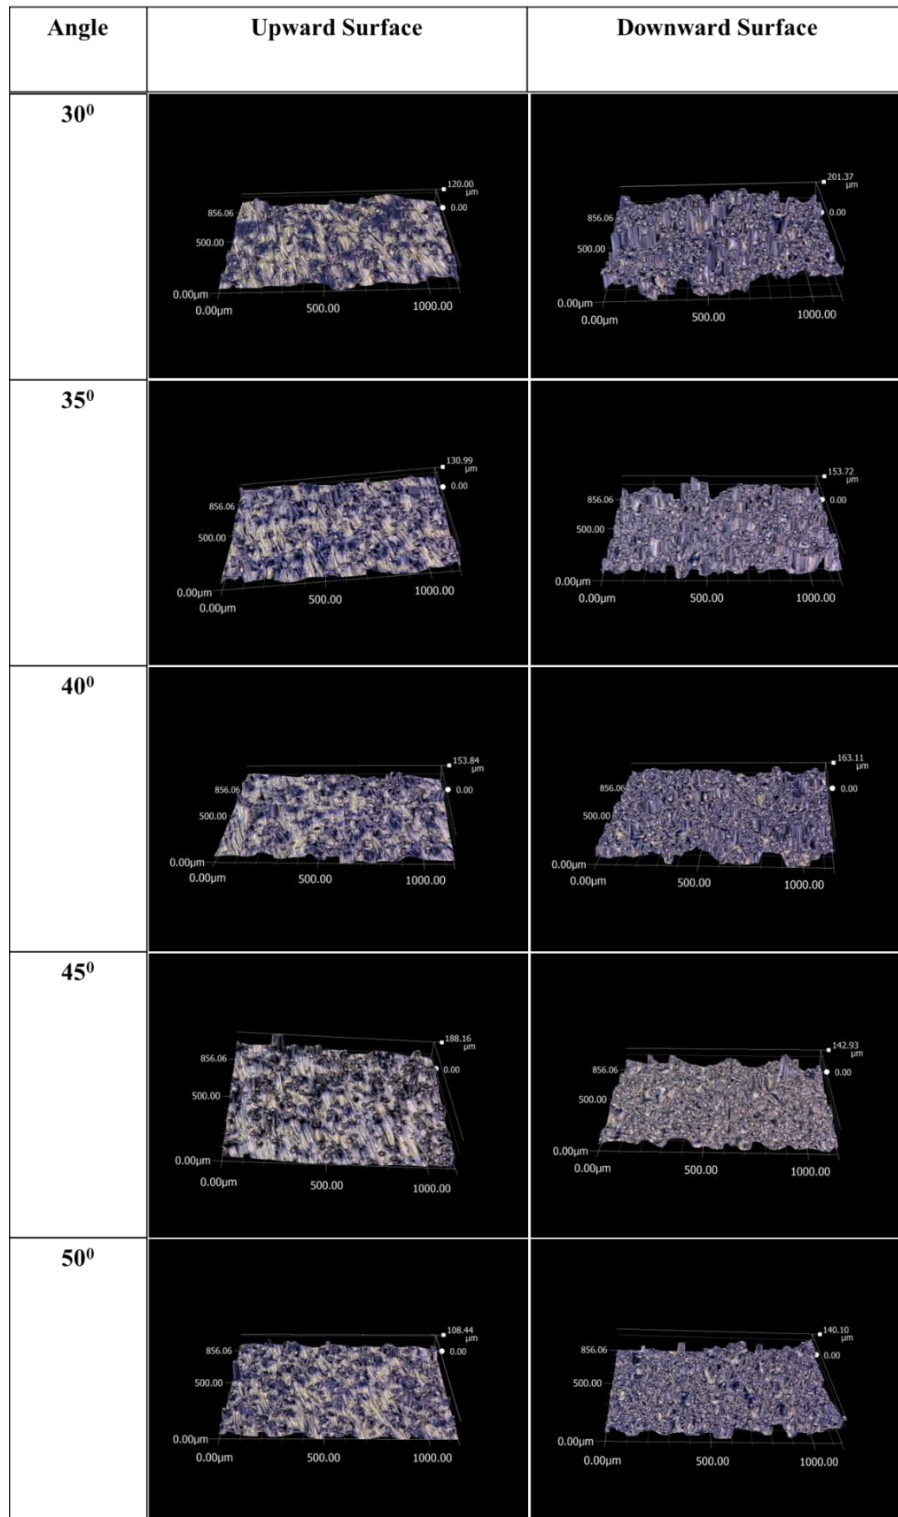 Angle Upward Surface Downward Surface
30⁰
120.00
µm
856.06
0.00
500.00
0.00µm
0.00µm
500.00
1000.00
201.37
µm
856.06
0.00
500.00
0.00µm
0.00µm
500.00
1000.00
35⁰
130.99
µm
856.06
0.00
500.00
0.00µm
0.00µm
500.00
1000.00
153.72
µm
856.06
0.00
500.00
0.00µm
0.00µm
500.00
1000.00
40⁰
153.84
µm
856.06
0.00
500.00
0.00µm
0.00µm
500.00
1000.00
163.11
µm
856.06
0.00
500.00
0.00µm
0.00µm
500.00
1000.00
45⁰
188.16
µm
856.06
0.00
500.00
0.00µm
0.00µm
500.00
1000.00
142.93
µm
856.06
0.00
500.00
0.00µm
0.00µm
500.00
1000.00
50⁰
108.44
µm
856.06
0.00
500.00
0.00µm
0.00µm
500.00
1000.00
140.10
µm
856.06
0.00
500.00
0.00µm
0.00µm
500.00
1000.00